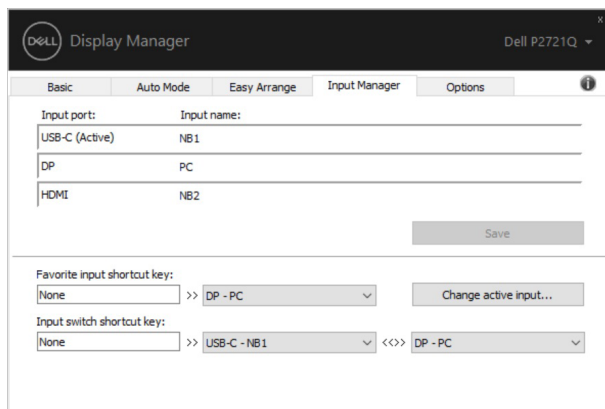 DELL Display Manager
Dell P2721Q
x
Basic Auto Mode Easy Arrange Input Manager Options
Input port: Input name:
USB-C (Active) NB1
DP PC
HDMI NB2
Save
Favorite input shortcut key:
None >> DP - PC Change active input...
Input switch shortcut key:
None >> USB-C - NB1 <<>> DP - PC